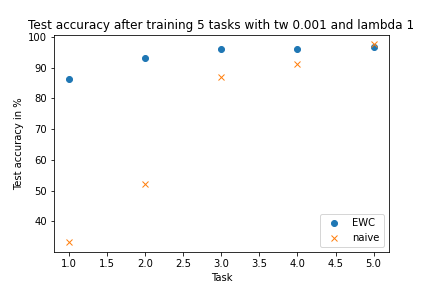 Test accuracy after training 5 tasks with tw 0.001 and lambda 1
100
90
80
70
60
50
40
Test accuracy in %
1.0 1.5 2.0 2.5 3.0 3.5 4.0 4.5 5.0
Task
EWC
naive